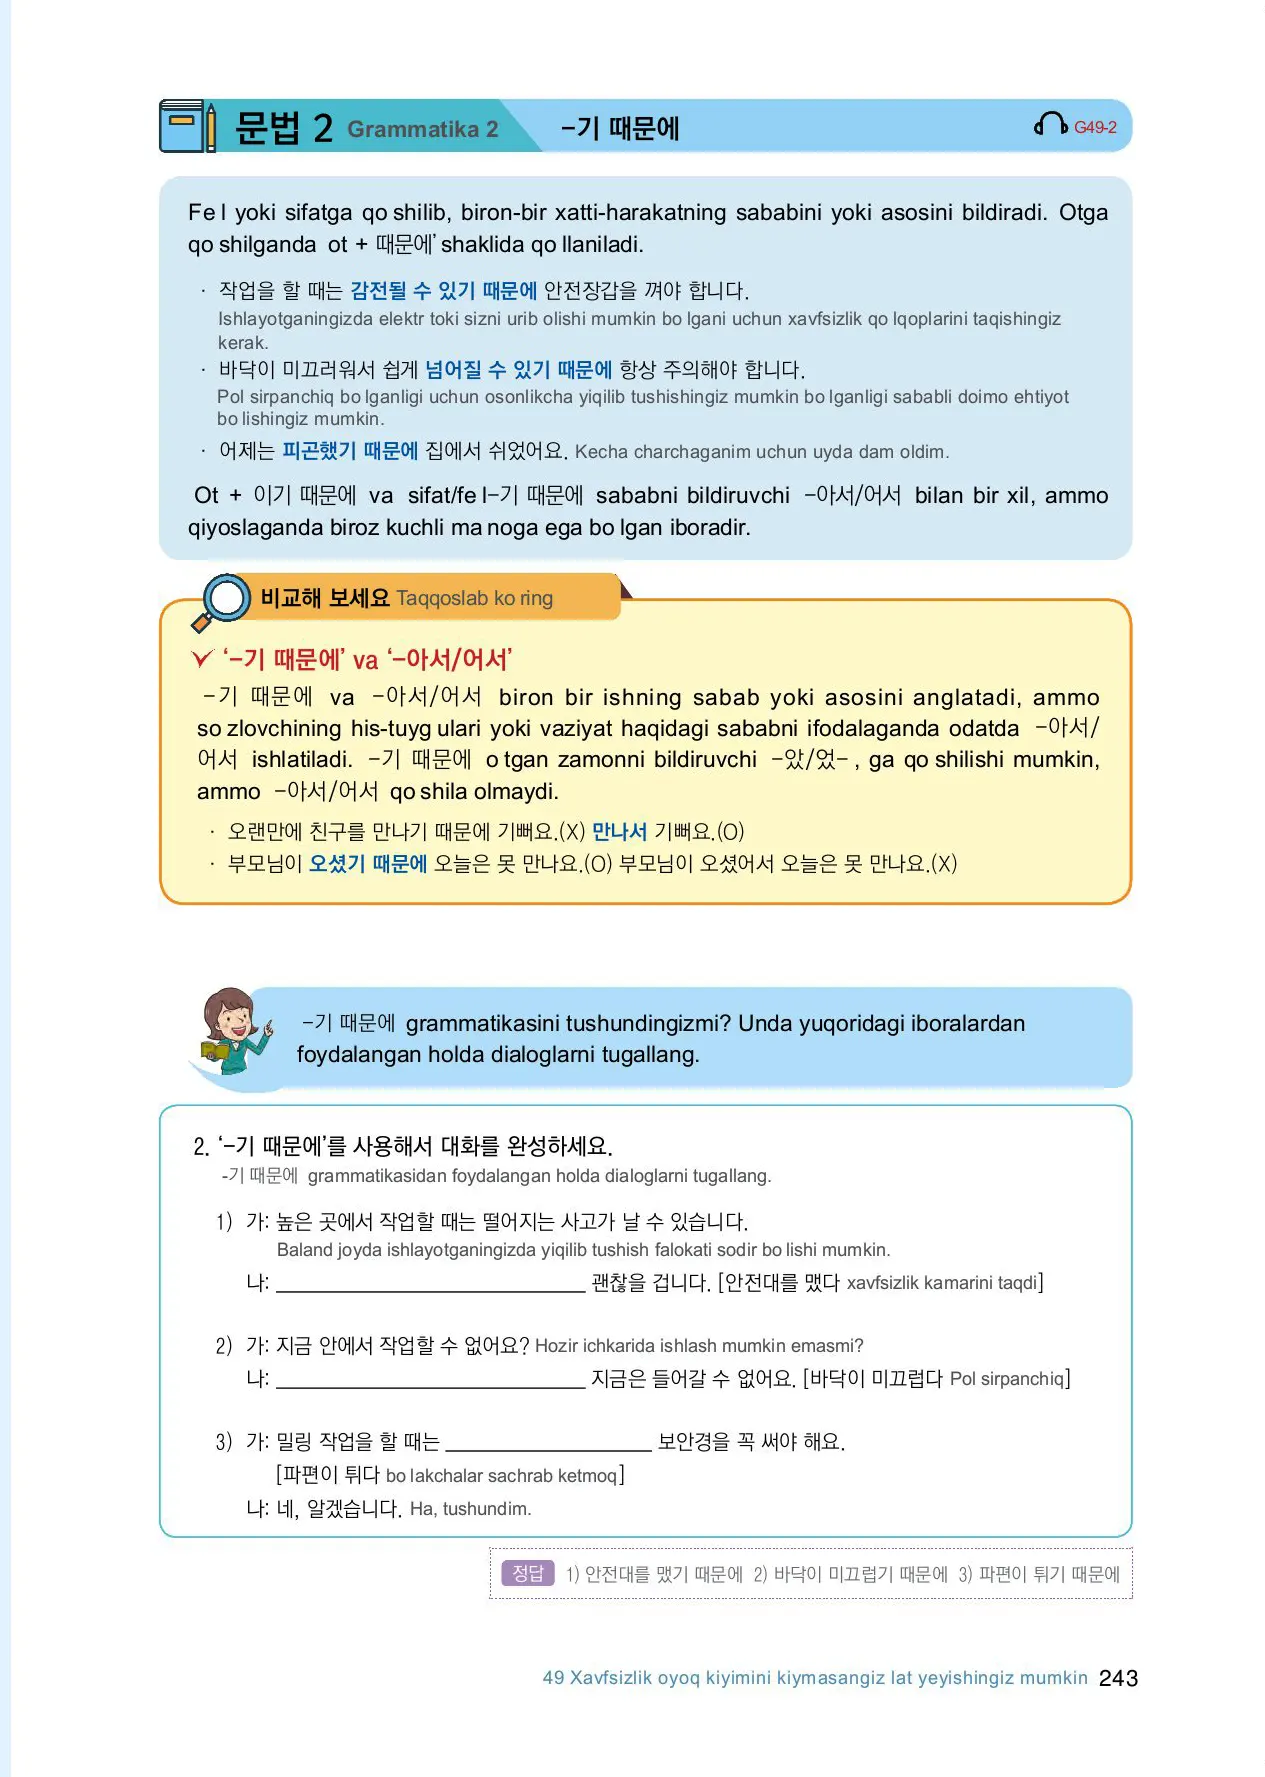 문법 2 Grammatika 2 -기 때문에 G49-2
Fe l yoki sifatga qo shilib, biron-bir xatti-harakatning sababini yoki asosini bildiradi. Otga
qo shilganda ot + 때문에’ shaklida qo llaniladi.
· 작업을 할 때는 감전될 수 있기 때문에 안전장갑을 껴야 합니다.
Ishlayotganingizda elektr toki sizni urib olishi mumkin bo lgani uchun xavfsizlik qo lqoplarini taqishingiz
kerak.
· 바닥이 미끄러워서 쉽게 넘어질 수 있기 때문에 항상 주의해야 합니다.
Pol sirpanchiq bo lganligi uchun osonlikcha yiqilib tushishingiz mumkin bo lganligi sababli doimo ehtiyot
bo lishingiz mumkin.
· 어제는 피곤했기 때문에 집에서 쉬었어요. Kecha charchaganim uchun uyda dam oldim.
Ot + 이기 때문에 va sifat/fe l-기 때문에 sababni bildiruvchi -아서/어서 bilan bir xil, ammo
qiyoslaganda biroz kuchli ma noga ega bo lgan iboradir.
비교해 보세요 Taqqoslab ko ring
‘-기 때문에’ va ‘-아서/어서’
-기 때문에 va -아서/어서 biron bir ishning sabab yoki asosini anglatadi, ammo
so zlovchining his-tuyg ulari yoki vaziyat haqidagi sababni ifodalaganda odatda -아서/
어서 ishlatiladi. -기 때문에 o tgan zamonni bildiruvchi -았/었- , ga qo shilishi mumkin,
ammo -아서/어서 qo shila olmaydi.
· 오랜만에 친구를 만나기 때문에 기뻐요.(X) 만나서 기뻐요.(O)
· 부모님이 오셨기 때문에 오늘은 못 만나요.(O) 부모님이 오셨어서 오늘은 못 만나요.(X)
-기 때문에 grammatikasini tushundingizmi? Unda yuqoridagi iboralardan
foydalangan holda dialoglarni tugallang.
2. ‘-기 때문에’를 사용해서 대화를 완성하세요.
-기 때문에 grammatikasidan foydalangan holda dialoglarni tugallang.
1) 가: 높은 곳에서 작업할 때는 떨어지는 사고가 날 수 있습니다.
Baland joyda ishlayotganingizda yiqilib tushish falokati sodir bo lishi mumkin.
나: ______________________________ 괜찮을 겁니다. [안전대를 맸다 xavfsizlik kamarini taqdi]
2) 가: 지금 안에서 작업할 수 없어요? Hozir ichkarida ishlash mumkin emasmi?
나: ______________________________ 지금은 들어갈 수 없어요. [바닥이 미끄럽다 Pol sirpanchiq]
3) 가: 밀링 작업을 할 때는 ____________________ 보안경을 꼭 써야 해요.
[파편이 튀다 bo lakchalar sachrab ketmoq]
나: 네, 알겠습니다. Ha, tushundim.
정답 1) 안전대를 맸기 때문에 2) 바닥이 미끄럽기 때문에 3) 파편이 튀기 때문에
49 Xavfsizlik oyoq kiyimini kiymasangiz lat yeyishingiz mumkin 243